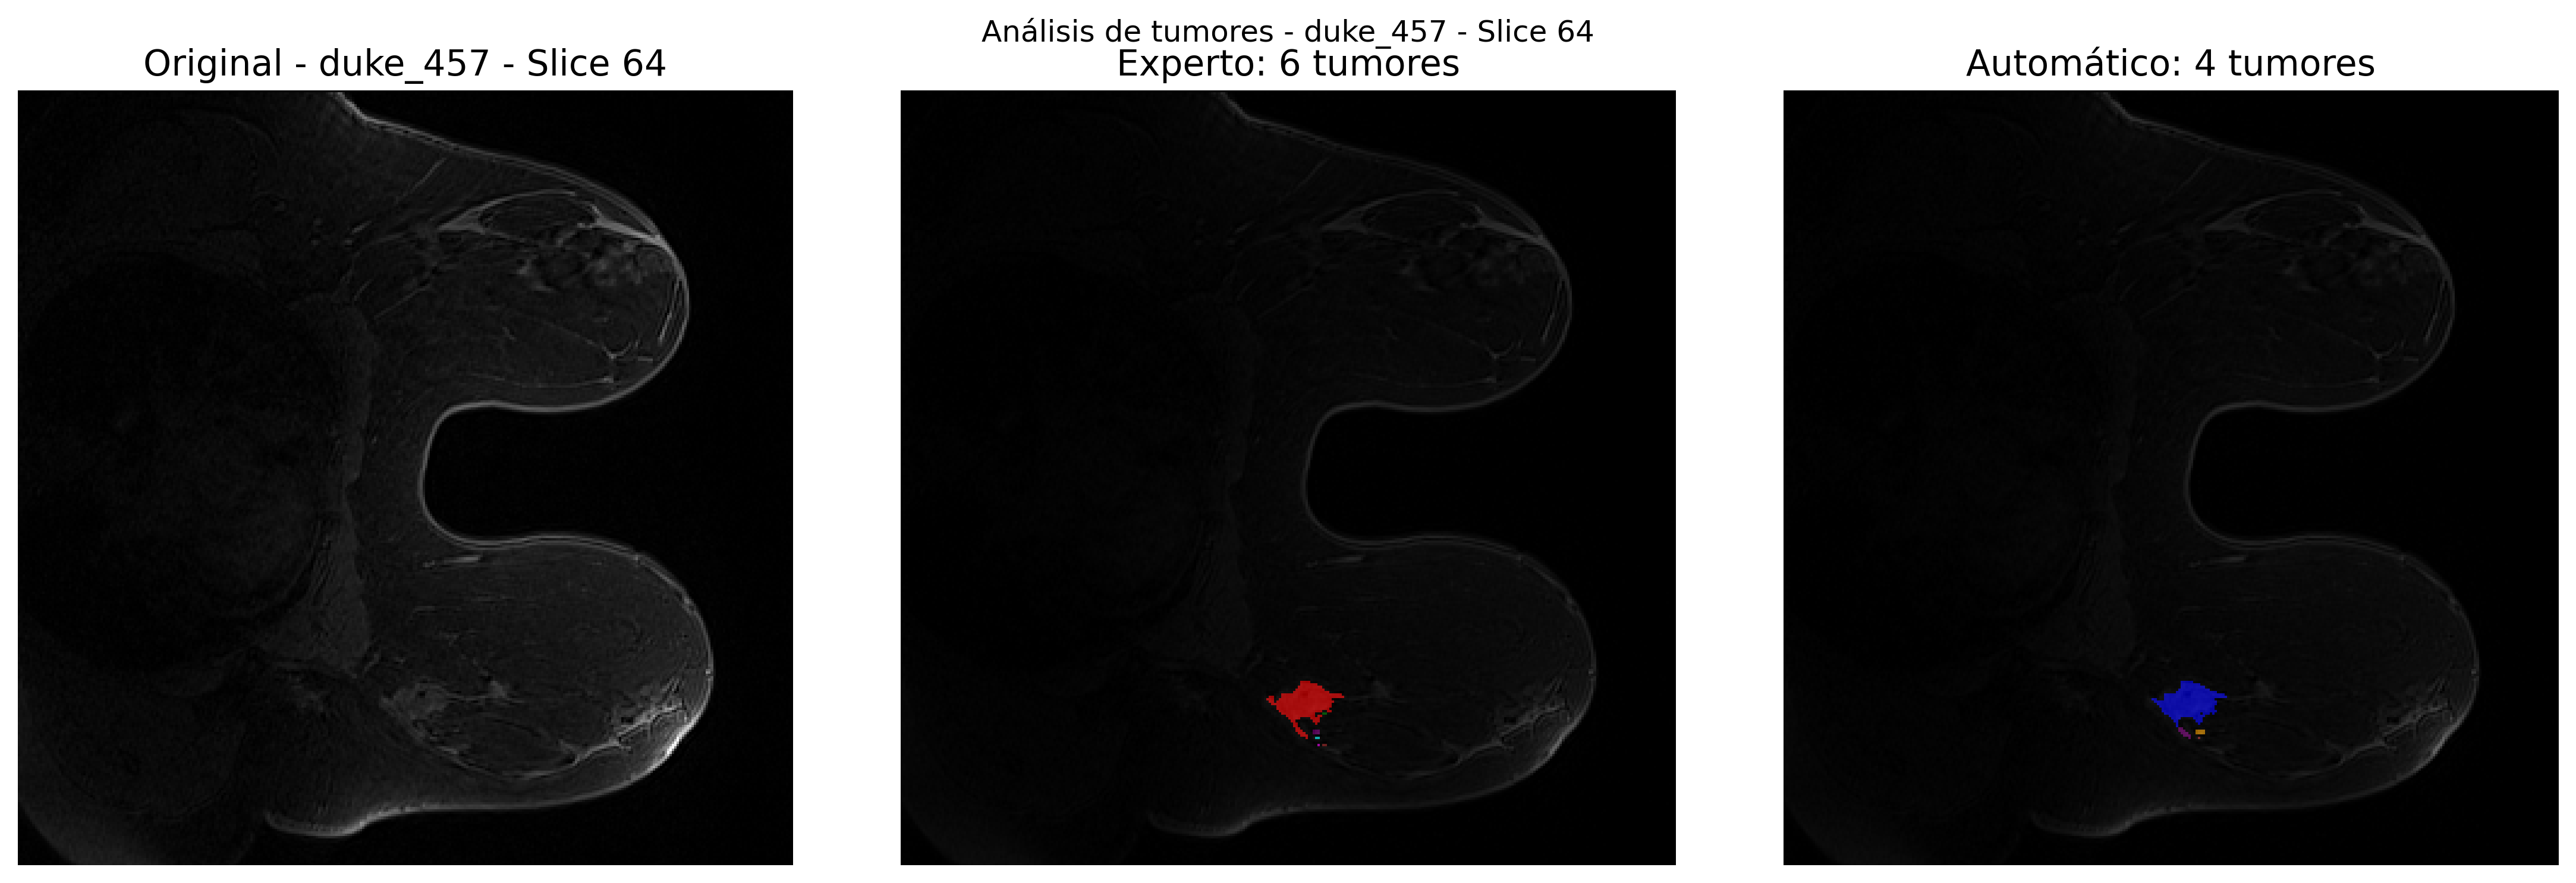 Análisis de tumores - duke_457 - Slice 64
Original - duke_457 - Slice 64
Experto: 6 tumores
Automático: 4 tumores